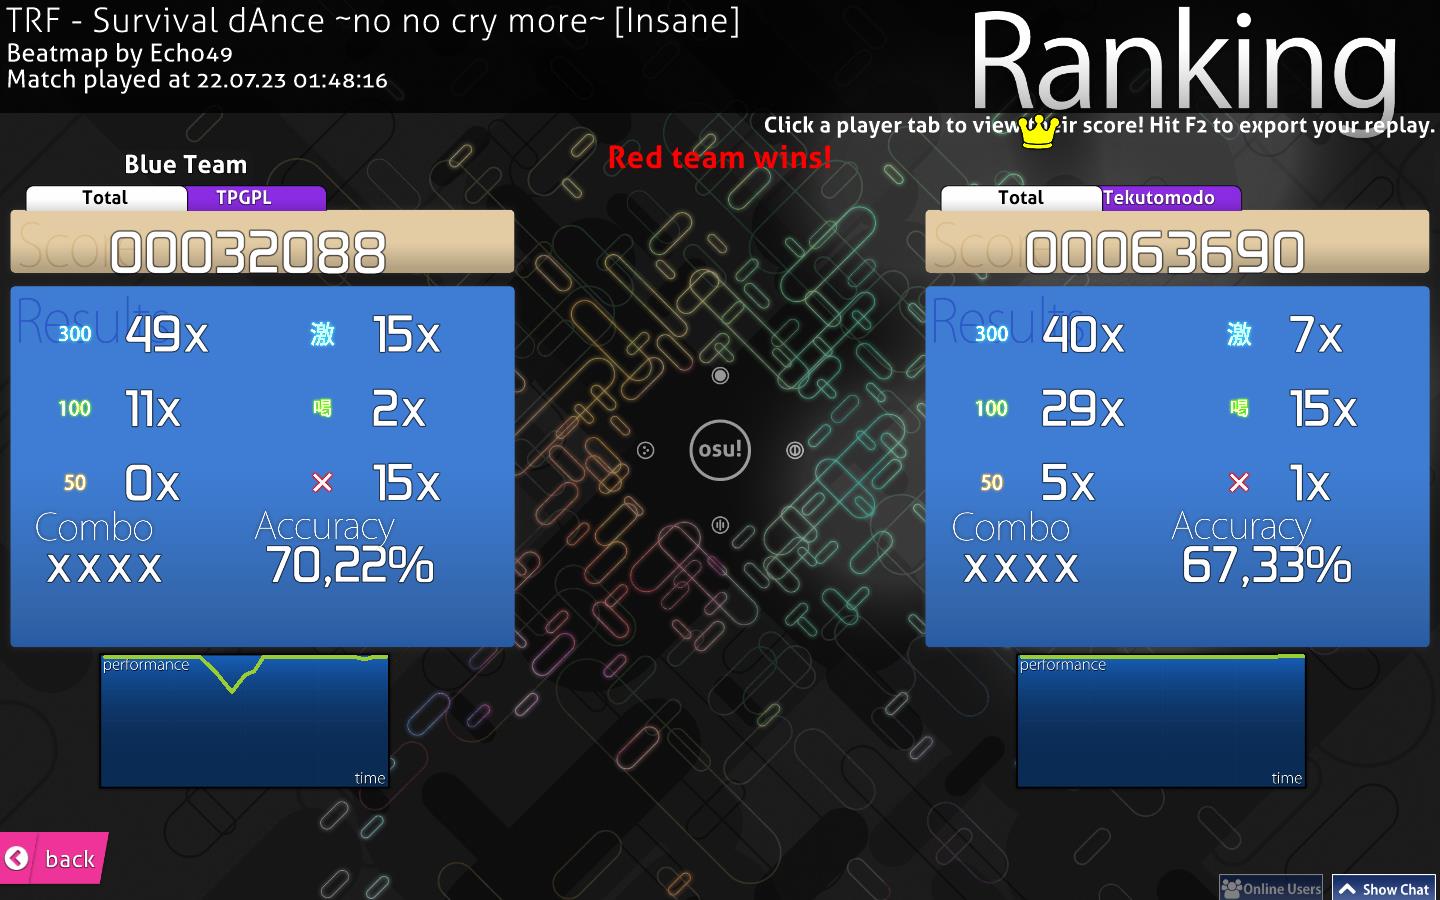 TRF - Survival dAnce ~no no cry more~ [Insane]
Beatmap by Echo49
Match played at 22.07.23 01:48:16
Ranking
Click a player tab to view their score! Hit F2 to export your replay.
Red team wins!
Blue Team
Total TPGPL
Score 00032088
Results
300 49x 激 15x
100 11x 喝 2x
50 0x 15x
Combo Accuracy
xxxx 70,22%
performance
time
Total Tekutomodo
Score 00063690
Results
300 40x 激 7x
100 29x 喝 15x
50 5x 1x
Combo Accuracy
xxxx 67,33%
performance
time
osu!
back
Online Users
Show Chat